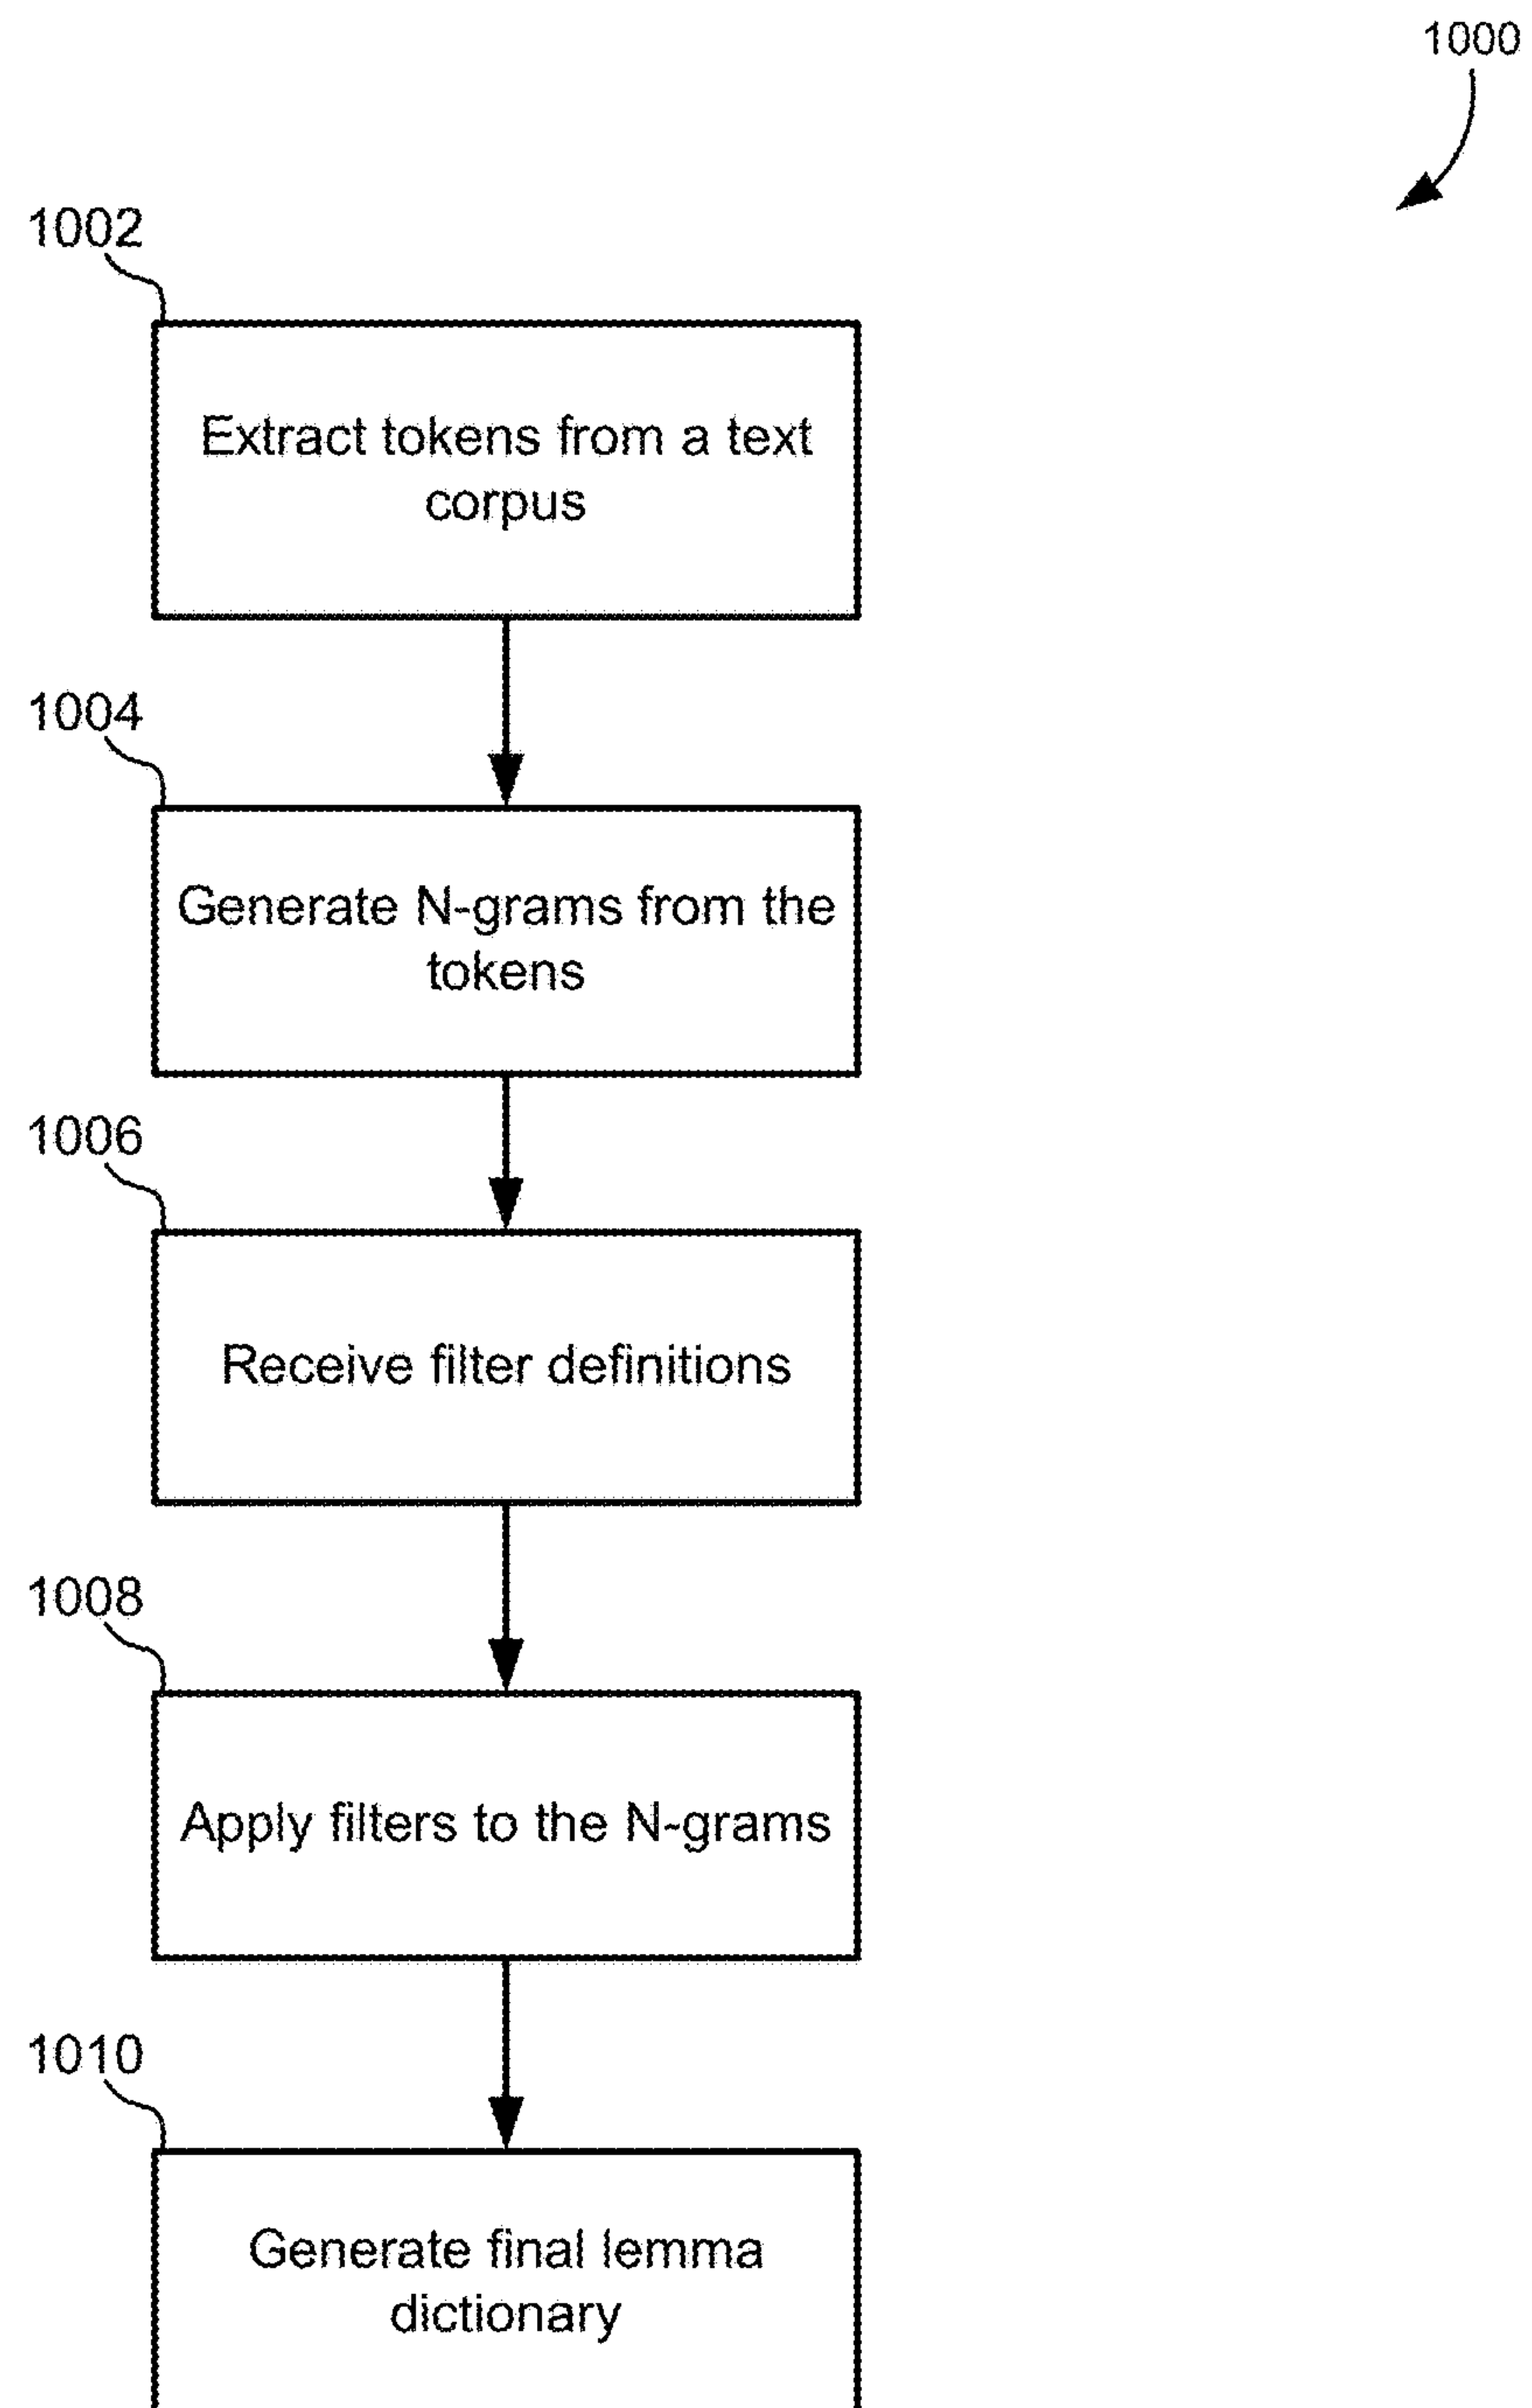 1000
1002
Extract tokens from a text
corpus
1004
Generate N-grams from the
tokens
1006
Receive filter definitions
1008
Apply filters to the N-grams
1010
Generate final lemma
dictionary